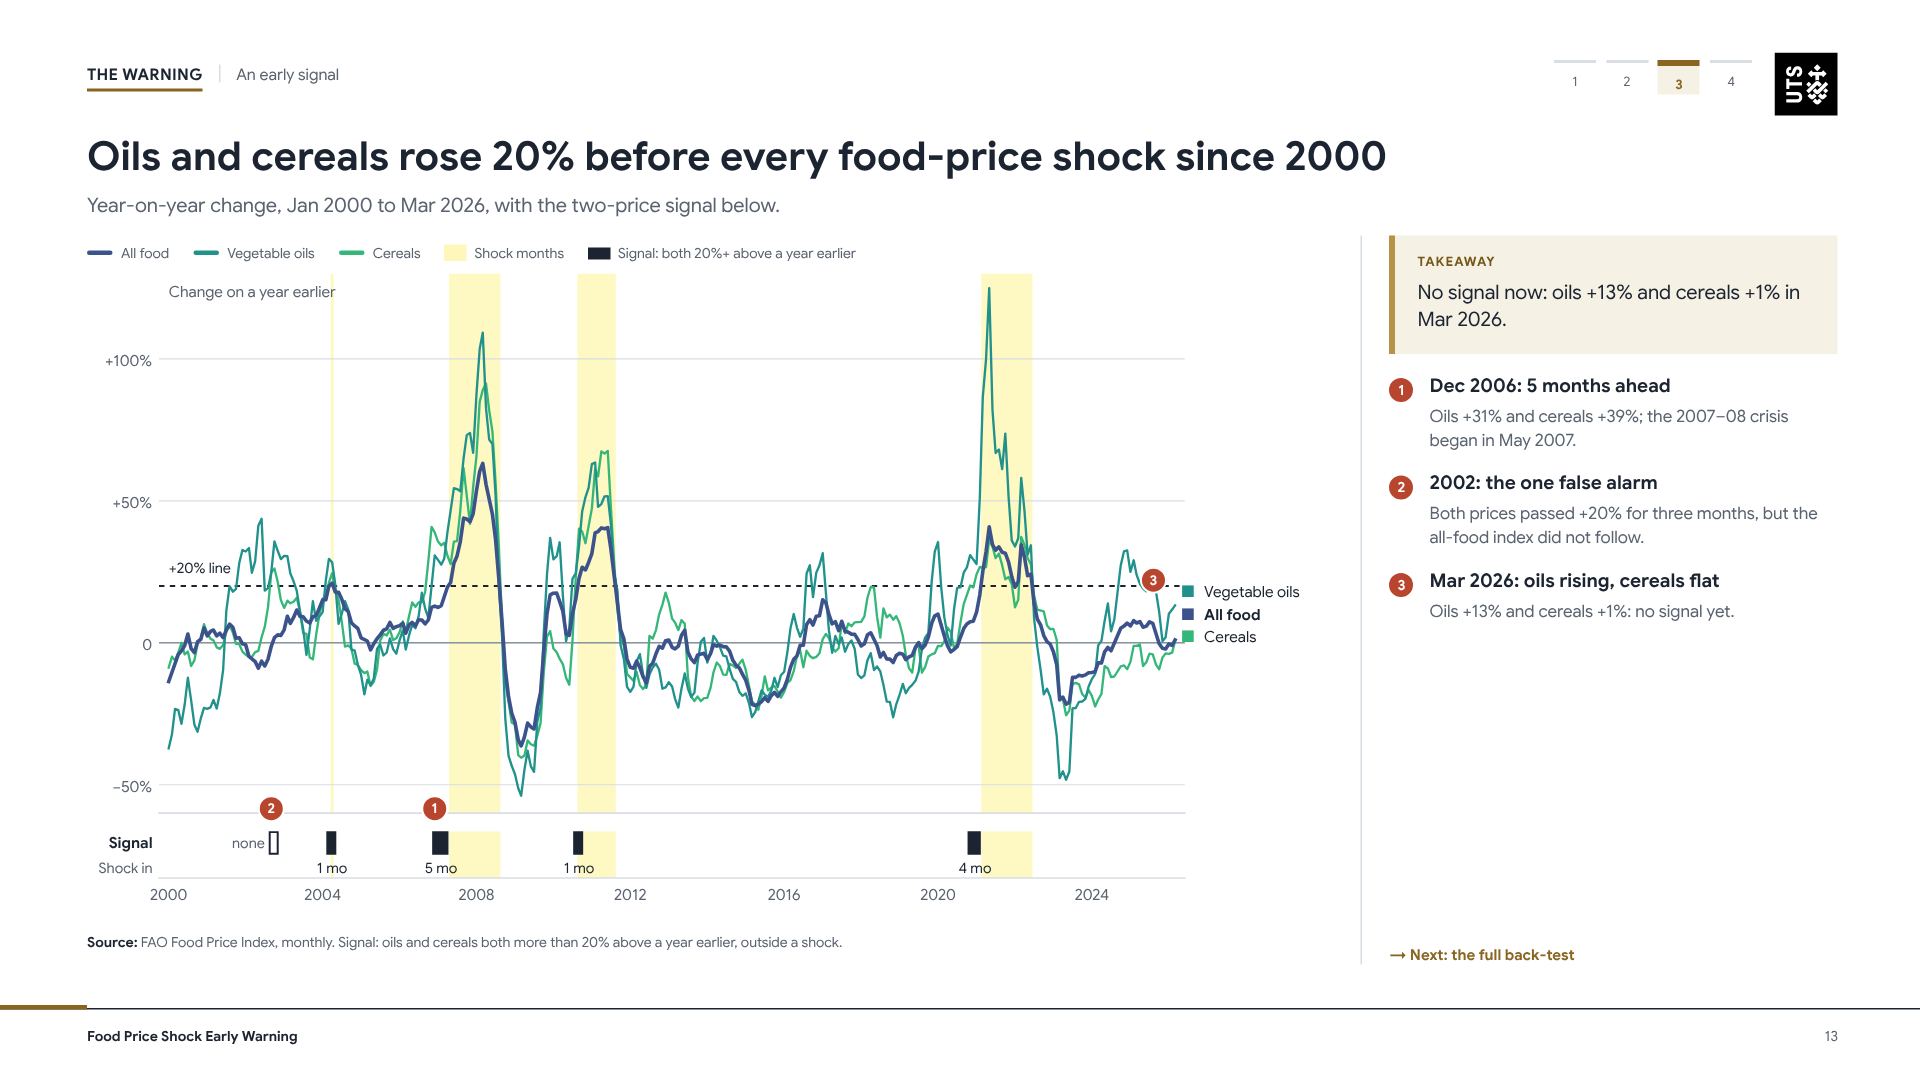 THE WARNING
An early signal
1 2 3 4
UTS
Oils and cereals rose 20% before every food-price shock since 2000
Year-on-year change, Jan 2000 to Mar 2026, with the two-price signal below.
All food Vegetable oils Cereals Shock months Signal: both 20%+ above a year earlier
Change on a year earlier
+100%
+50%
+20% line
0
−50%
3
Vegetable oils
All food
Cereals
2 1
Signal none
Shock in 1 mo 5 mo 1 mo 4 mo
2000 2004 2008 2012 2016 2020 2024
Source: FAO Food Price Index, monthly. Signal: oils and cereals both more than 20% above a year earlier, outside a shock.
TAKEAWAY
No signal now: oils +13% and cereals +1% in
Mar 2026.
1 Dec 2006: 5 months ahead
Oils +31% and cereals +39%; the 2007–08 crisis
began in May 2007.
2 2002: the one false alarm
Both prices passed +20% for three months, but the
all-food index did not follow.
3 Mar 2026: oils rising, cereals flat
Oils +13% and cereals +1%: no signal yet.
→ Next: the full back-test
Food Price Shock Early Warning
13